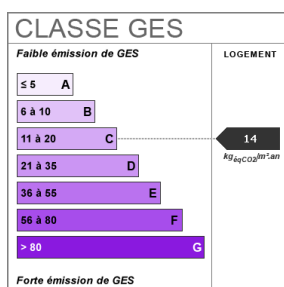 CLASSE GES
Faible émission de GES
LOGEMENT
≤ 5 A
6 à 10 B
11 à 20 C
14
kgéqCO2/m².an
21 à 35 D
36 à 55 E
56 à 80 F
> 80 G
Forte émission de GES